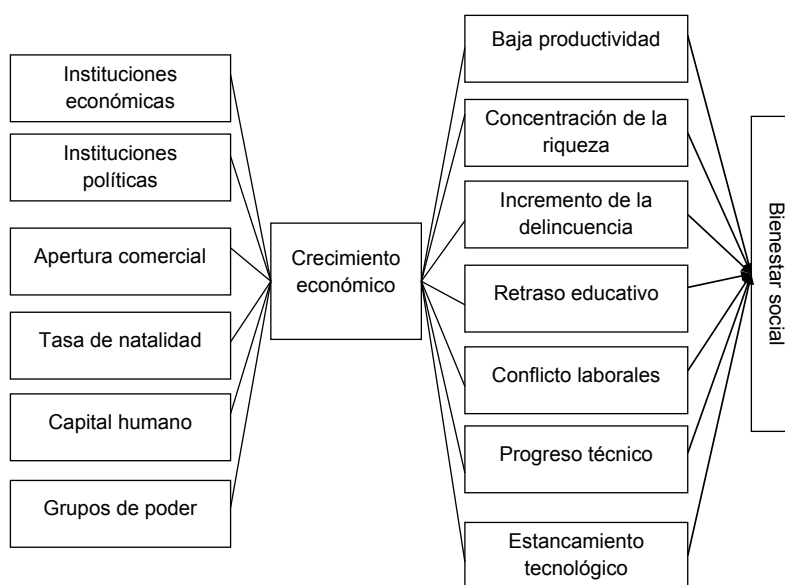 Instituciones
económicas
Instituciones
políticas
Apertura comercial
Tasa de natalidad
Capital humano
Grupos de poder
Crecimiento
económico
Baja productividad
Concentración de la
riqueza
Incremento de la
delincuencia
Retraso educativo
Conflicto laborales
Progreso técnico
Estancamiento
tecnológico
Bienestar social